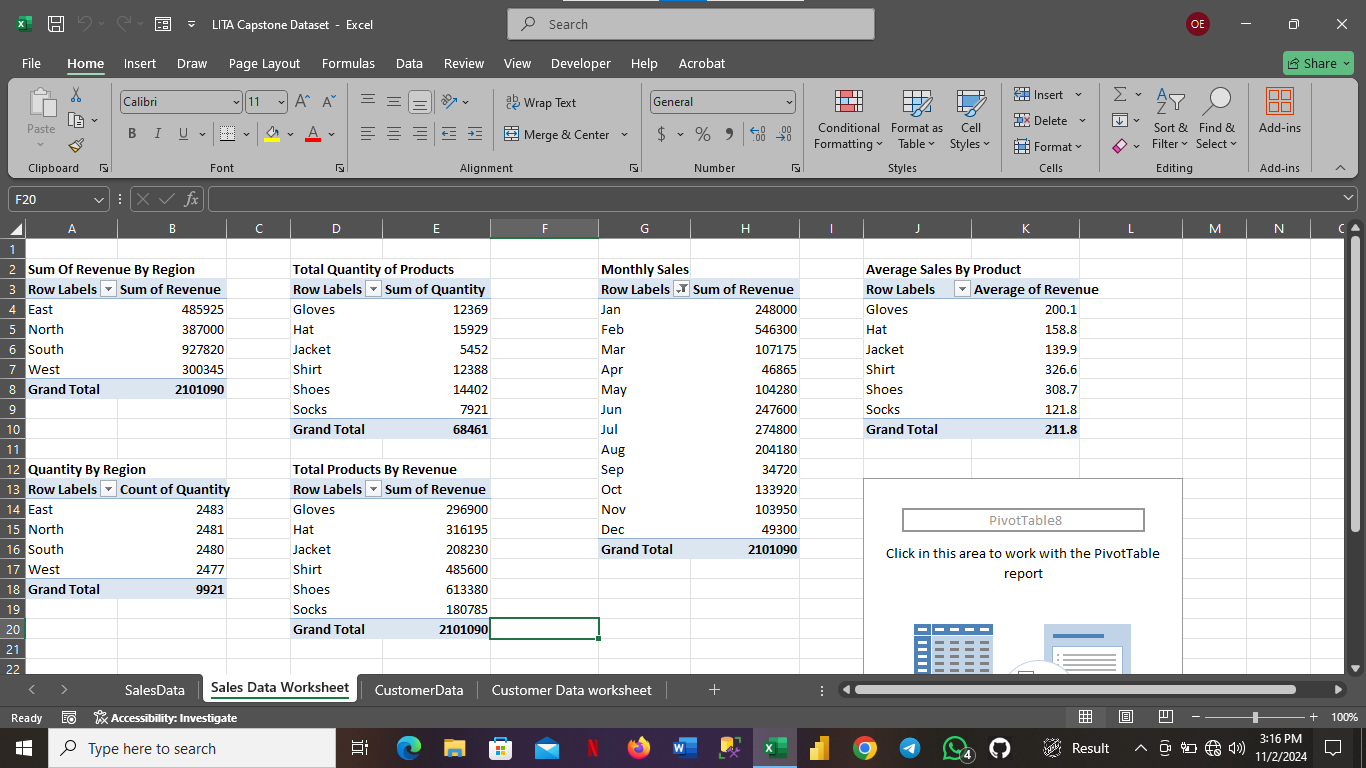 LITA Capstone Dataset - Excel
Search
OE
File Home Insert Draw Page Layout Formulas Data Review View Developer Help Acrobat
Share
Paste
Calibri 11
B I U
Wrap Text
Merge & Center
General
$ % 9
Conditional Formatting
Format as Table
Cell Styles
Insert
Delete
Format
Sort & Filter
Find & Select
Add-ins
Clipboard Font Alignment Number Styles Cells Editing Add-ins
F20
fx
A B C D E F G H I J K L M N
1
2 Sum Of Revenue By Region Total Quantity of Products Monthly Sales Average Sales By Product
3 Row Labels Sum of Revenue Row Labels Sum of Quantity Row Labels Sum of Revenue Row Labels Average of Revenue
4 East 485925 Gloves 12369 Jan 248000 Gloves 200.1
5 North 387000 Hat 15929 Feb 546300 Hat 158.8
6 South 927820 Jacket 5452 Mar 107175 Jacket 139.9
7 West 300345 Shirt 12388 Apr 46865 Shirt 326.6
8 Grand Total 2101090 Shoes 14402 May 104280 Shoes 308.7
9 Socks 7921 Jun 247600 Socks 121.8
10 Grand Total 68461 Jul 274800 Grand Total 211.8
11 Aug 204180
12 Quantity By Region Total Products By Revenue Sep 34720
13 Row Labels Count of Quantity Row Labels Sum of Revenue Oct 133920
14 East 2483 Gloves 296900 Nov 103950
15 North 2481 Hat 316195 Dec 49300
16 South 2480 Jacket 208230 Grand Total 2101090
17 West 2477 Shirt 485600
18 Grand Total 9921 Shoes 613380
19 Socks 180785
20 Grand Total 2101090
21
22
PivotTable8
Click in this area to work with the PivotTable
report
SalesData Sales Data Worksheet CustomerData Customer Data worksheet
Ready Accessibility: Investigate 100%
Type here to search
4
Result
3:16 PM
11/2/2024